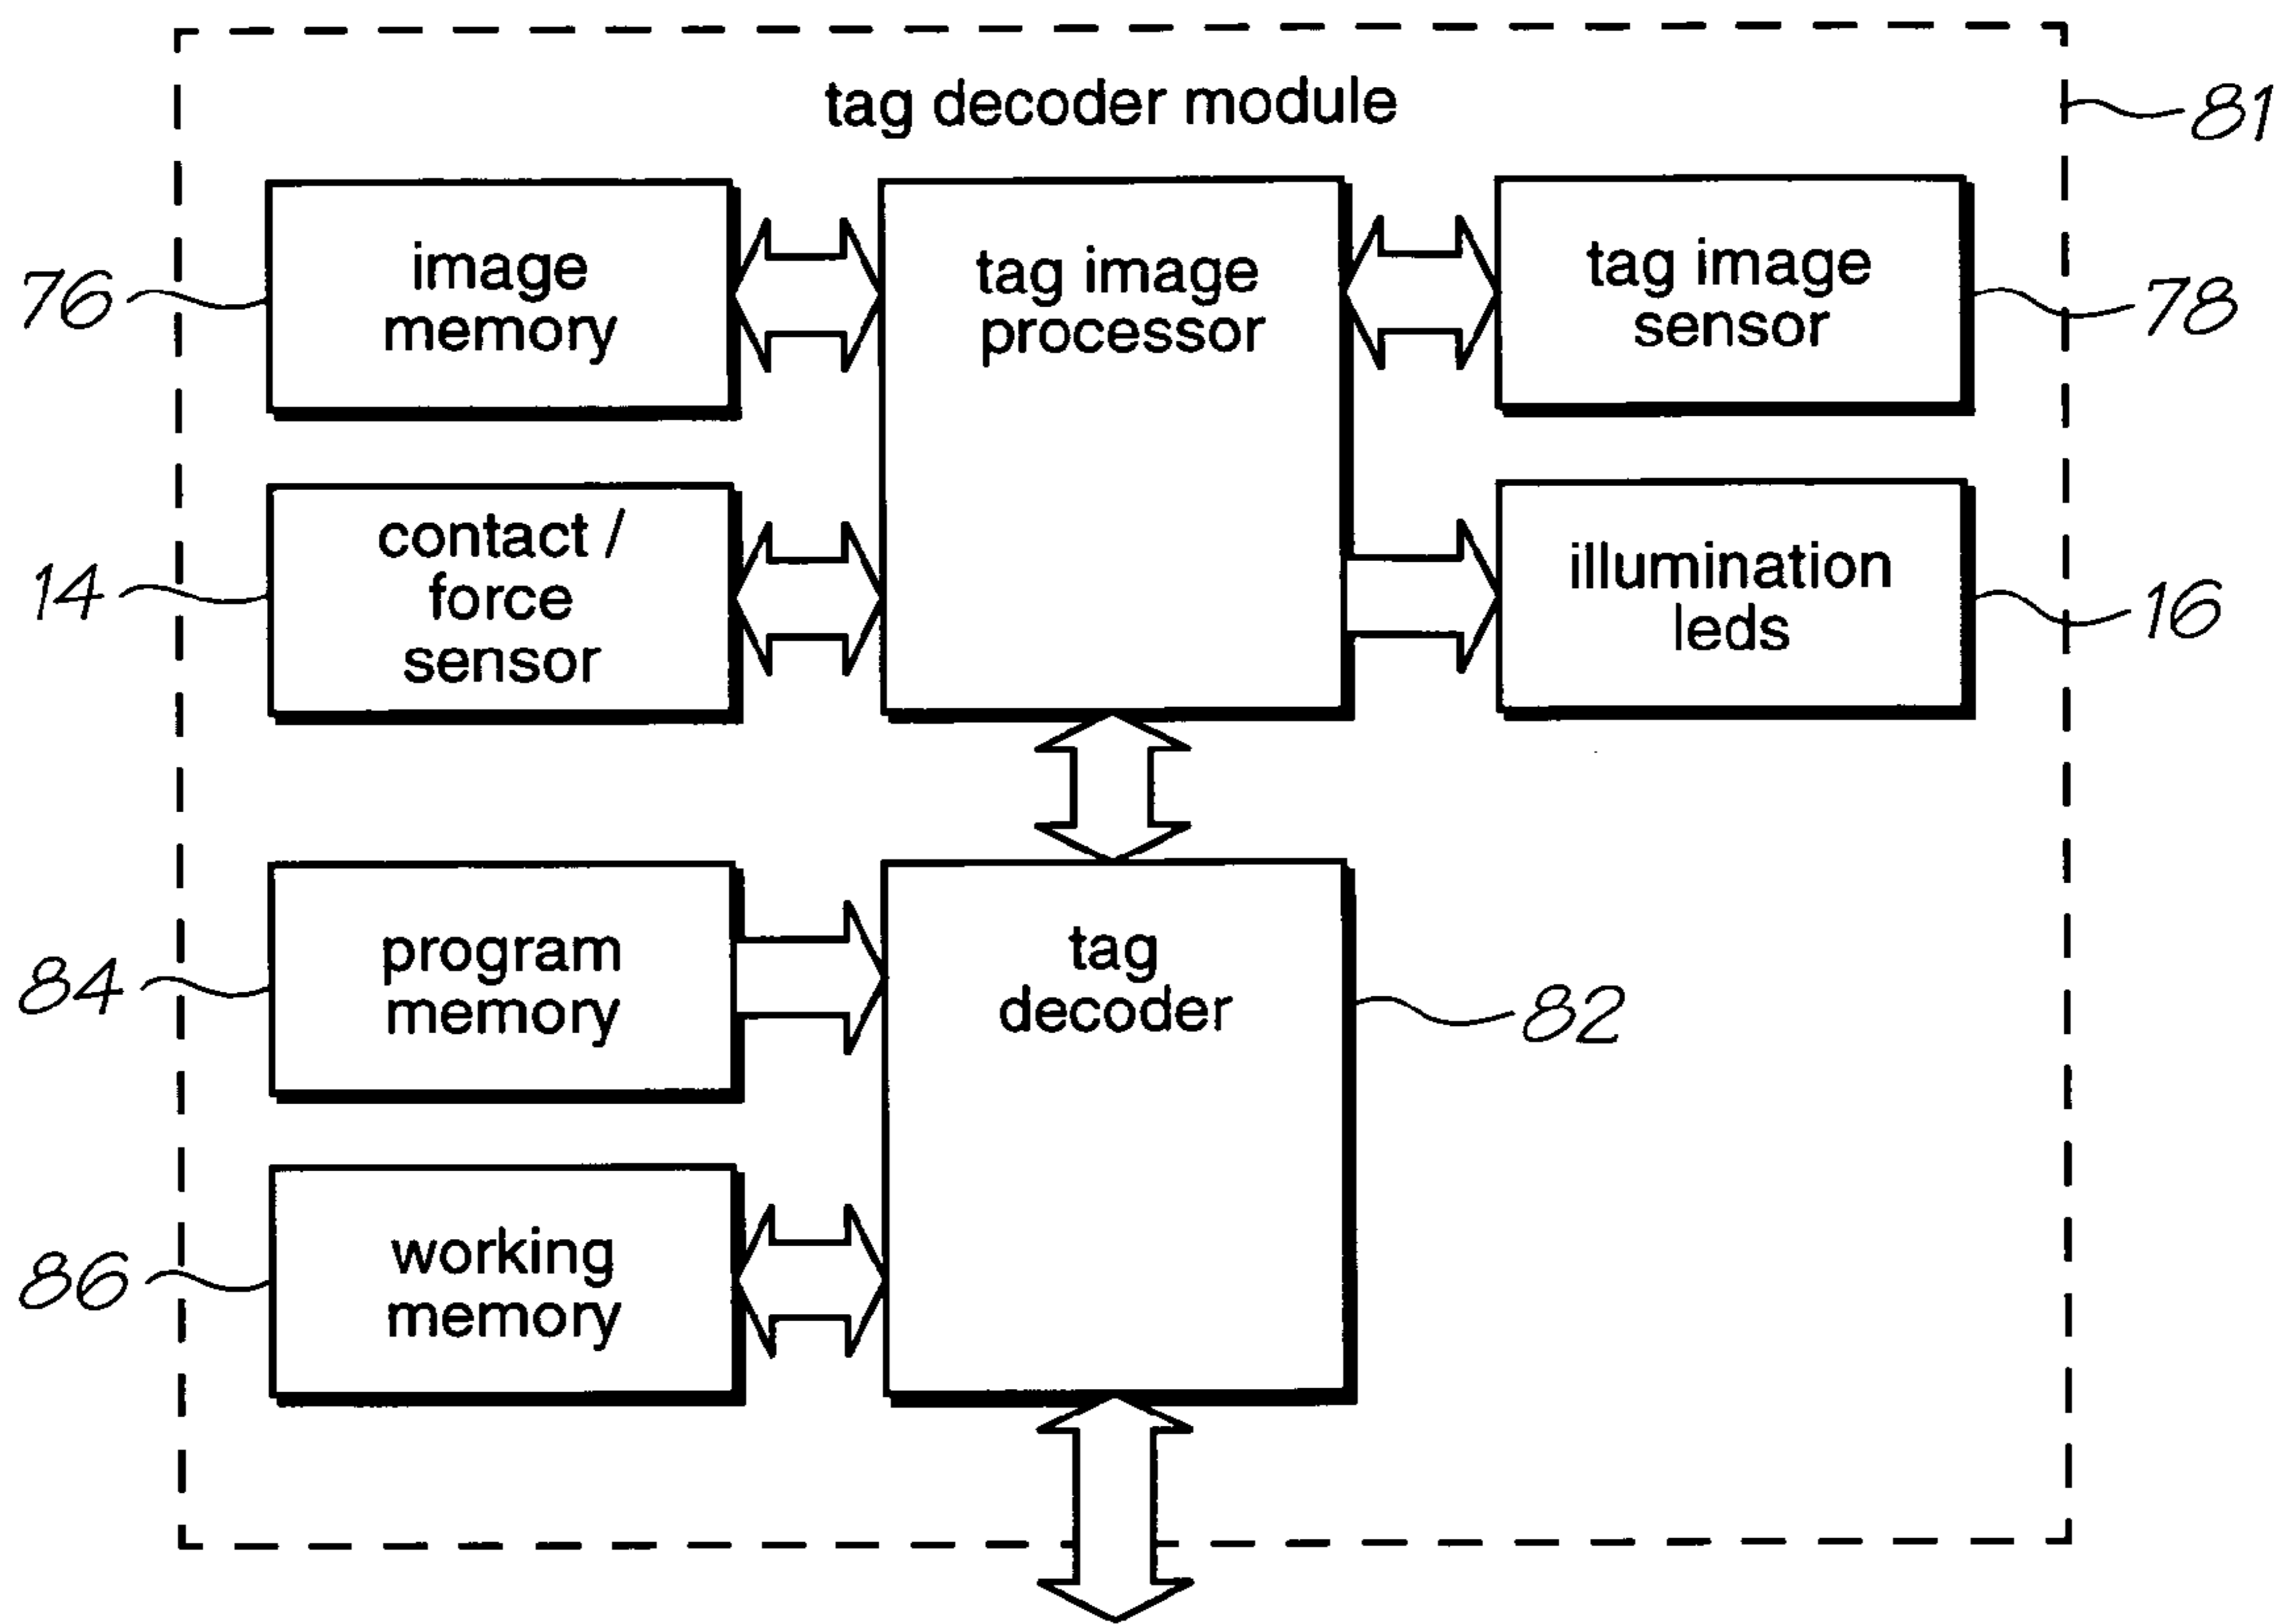 tag decoder module
81
76
image
memory
tag image
processor
tag image
sensor
78
14
contact /
force
sensor
illumination
leds
16
84
program
memory
tag
decoder
82
86
working
memory